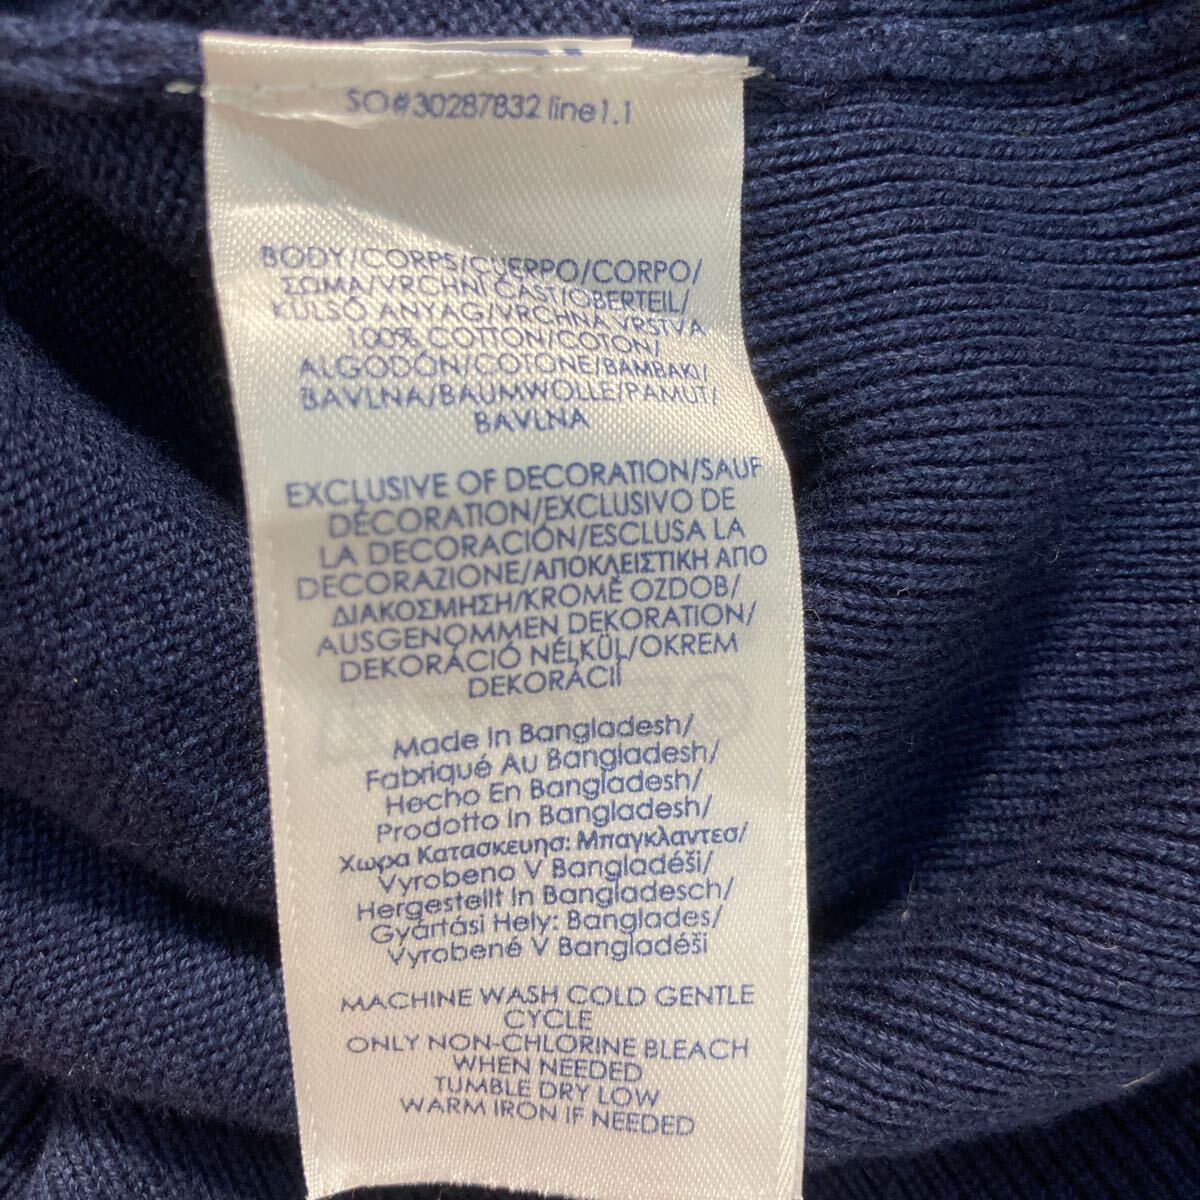 SO#30287832 line1.1
BODY/CORPS/CUERPO/CORPO/
ΣΩΜΑ/VRCHNÍ ČÁST/OBERTEIL/
KÜLSŐ ANYAG/VRCHNÁ VRSTVA
100% COTTON/COTON/
ALGODÓN/COTONE/BAMBAKI/
BAVLNA/BAUMWOLLE/PAMUT/
BAVLNA
EXCLUSIVE OF DECORATION/SAUF
DÉCORATION/EXCLUSIVO DE
LA DECORACIÓN/ESCLUSA LA
DECORAZIONE/ΑΠΟΚΛΕΙΣΤΙΚΗ ΑΠΟ
ΔΙΑΚΟΣΜΗΣΗ/KROMĚ OZDOB/
AUSGENOMMEN DEKORATION/
DEKORÁCIÓ NÉLKÜL/OKREM
DEKORÁCIÍ
Made In Bangladesh/
Fabriqué Au Bangladesh/
Hecho En Bangladesh/
Prodotto In Bangladesh/
Χωρα Κατασκευησ: Μπαγκλαντεσ/
Vyrobeno V Bangladéši/
Hergestellt In Bangladesch/
Gyártási Hely: Banglades/
Vyrobené V Bangladéši
MACHINE WASH COLD GENTLE
CYCLE
ONLY NON-CHLORINE BLEACH
WHEN NEEDED
TUMBLE DRY LOW
WARM IRON IF NEEDED